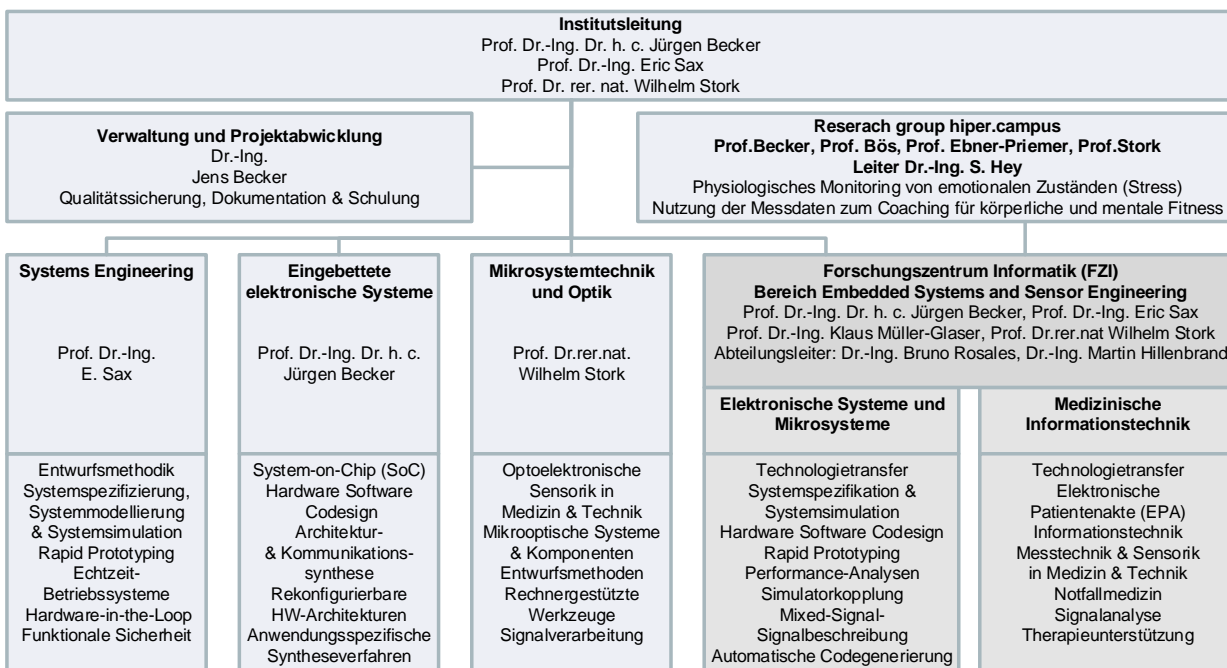 Institutsleitung
Prof. Dr.-Ing. Dr. h. c. Jürgen Becker
Prof. Dr.-Ing. Eric Sax
Prof. Dr. rer. nat. Wilhelm Stork
Verwaltung und Projektabwicklung
Dr.-Ing.
Jens Becker
Qualitätssicherung, Dokumentation & Schulung
Reserach group hiper.campus
Prof.Becker, Prof. Bös, Prof. Ebner-Priemer, Prof.Stork
Leiter Dr.-Ing. S. Hey
Physiologisches Monitoring von emotionalen Zuständen (Stress)
Nutzung der Messdaten zum Coaching für körperliche und mentale Fitness
Systems Engineering
Prof. Dr.-Ing.
E. Sax
Entwurfsmethodik
Systemspezifizierung,
Systemmodellierung
& Systemsimulation
Rapid Prototyping
Echtzeit-
Betriebssysteme
Hardware-in-the-Loop
Funktionale Sicherheit
Eingebettete
elektronische Systeme
Prof. Dr.-Ing. Dr. h. c.
Jürgen Becker
System-on-Chip (SoC)
Hardware Software
Codesign
Architektur-
& Kommunikations-
synthese
Rekonfigurierbare
HW-Architekturen
Anwendungsspezifische
Syntheseverfahren
Mikrosystemtechnik
und Optik
Prof. Dr.rer.nat.
Wilhelm Stork
Optoelektronische
Sensorik in
Medizin & Technik
Mikrooptische Systeme
& Komponenten
Entwurfsmethoden
Rechnergestützte
Werkzeuge
Signalverarbeitung
Forschungszentrum Informatik (FZI)
Bereich Embedded Systems and Sensor Engineering
Prof. Dr.-Ing. Dr. h. c. Jürgen Becker, Prof. Dr.-Ing. Eric Sax
Prof. Dr.-Ing. Klaus Müller-Glaser, Prof. Dr.rer.nat Wilhelm Stork
Abteilungsleiter: Dr.-Ing. Bruno Rosales, Dr.-Ing. Martin Hillenbrand
Elektronische Systeme und
Mikrosysteme
Technologietransfer
Systemspezifikation &
Systemsimulation
Hardware Software Codesign
Rapid Prototyping
Performance-Analysen
Simulatorkopplung
Mixed-Signal-
Signalbeschreibung
Automatische Codegenerierung
Medizinische
Informationstechnik
Technologietransfer
Elektronische
Patientenakte (EPA)
Informationstechnik
Messtechnik & Sensorik
in Medizin & Technik
Notfallmedizin
Signalanalyse
Therapieunterstützung